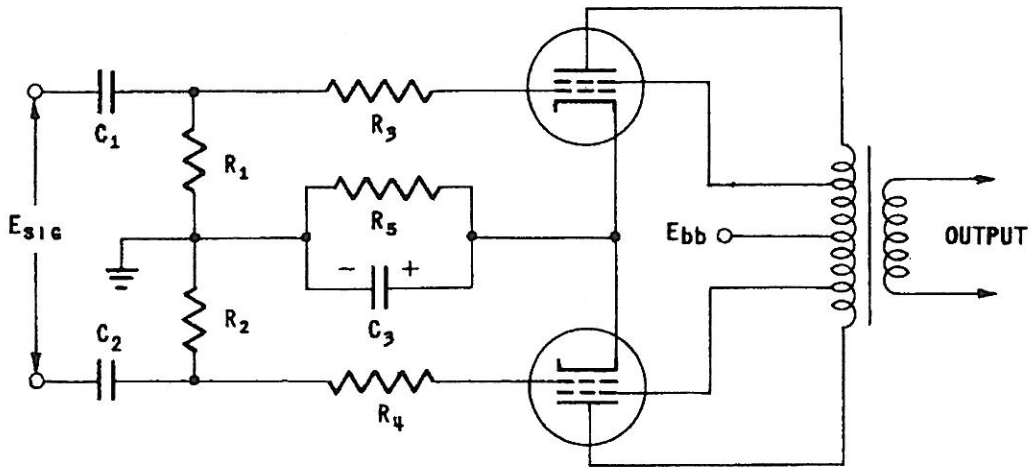 C1
R3
R1
ESIG
R5
Ebb
OUTPUT
- +
R2
C3
C2
R4